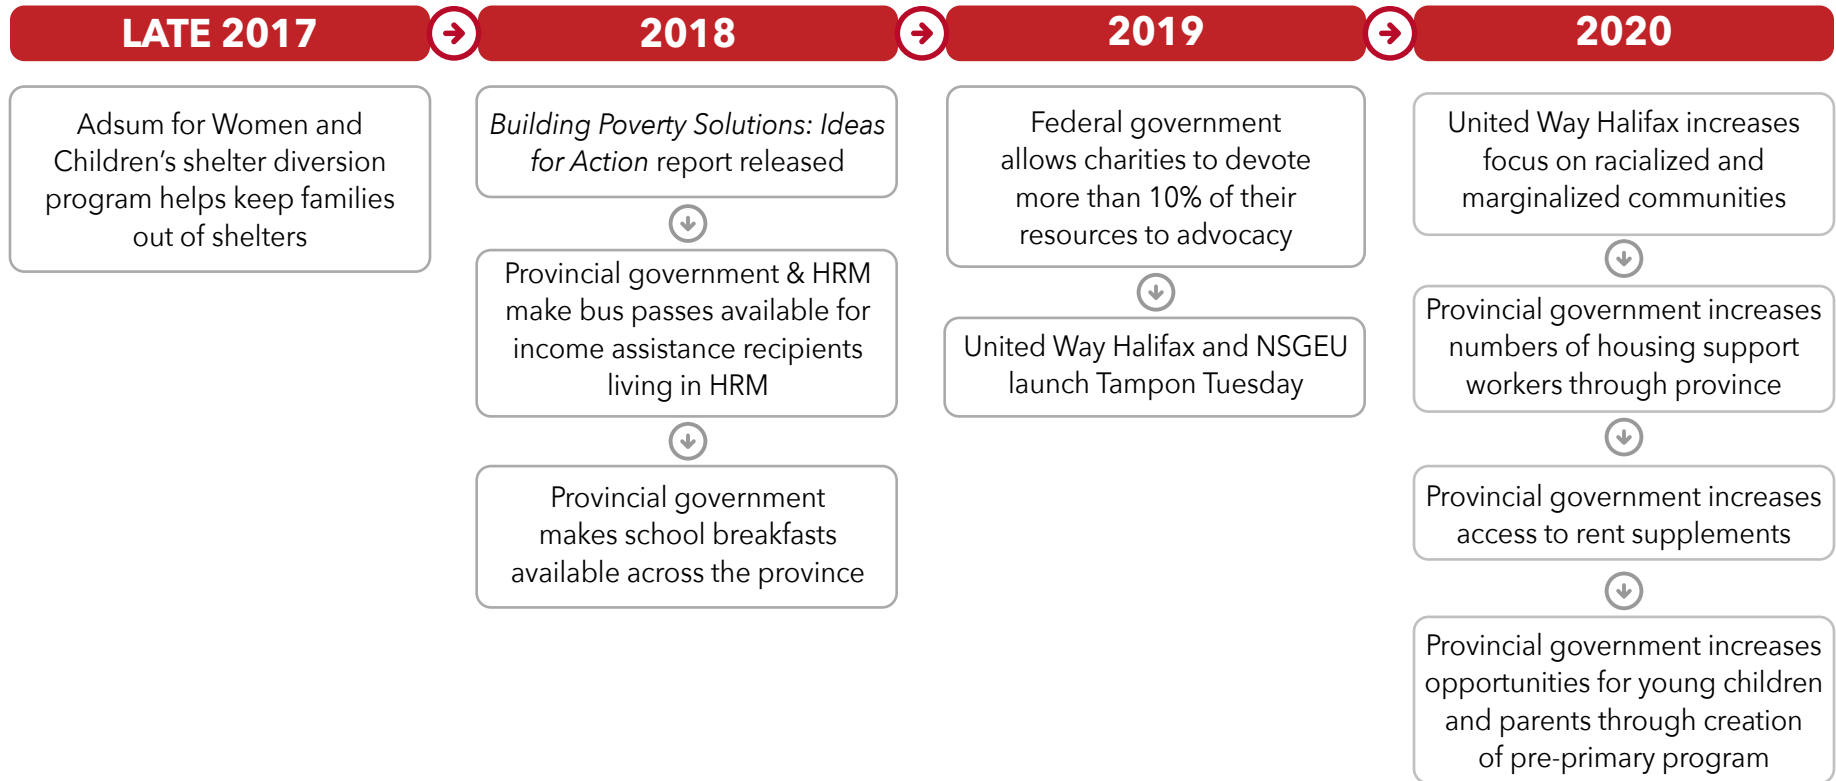 LATE 2017
Adsum for Women and
Children’s shelter diversion
program helps keep families
out of shelters
2018
Building Poverty Solutions: Ideas
for Action report released
Provincial government & HRM
make bus passes available for
income assistance recipients
living in HRM
Provincial government
makes school breakfasts
available across the province
2019
Federal government
allows charities to devote
more than 10% of their
resources to advocacy
United Way Halifax and NSGEU
launch Tampon Tuesday
2020
United Way Halifax increases
focus on racialized and
marginalized communities
Provincial government increases
numbers of housing support
workers through province
Provincial government increases
access to rent supplements
Provincial government increases
opportunities for young children
and parents through creation
of pre-primary program